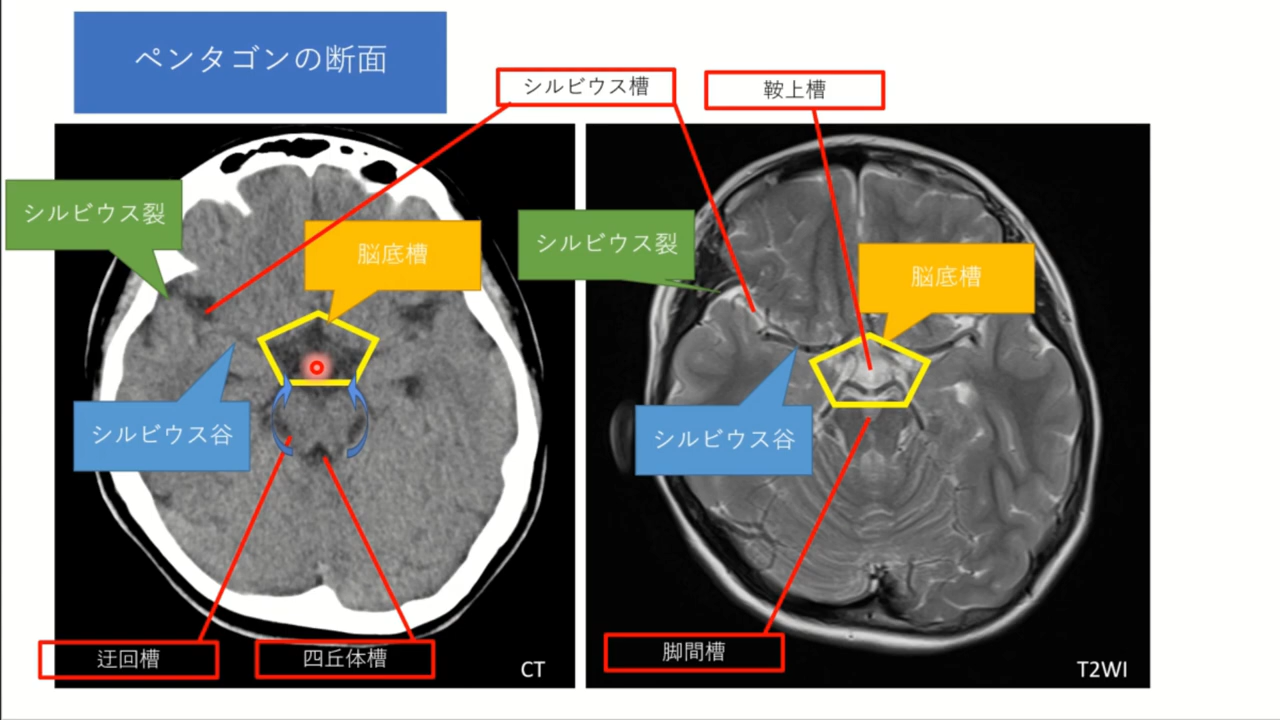 ペンタゴンの断面
シルビウス槽
鞍上槽
シルビウス裂
シルビウス裂
脳底槽
脳底槽
シルビウス谷
シルビウス谷
迂回槽
四丘体槽
CT
脚間槽
T2WI